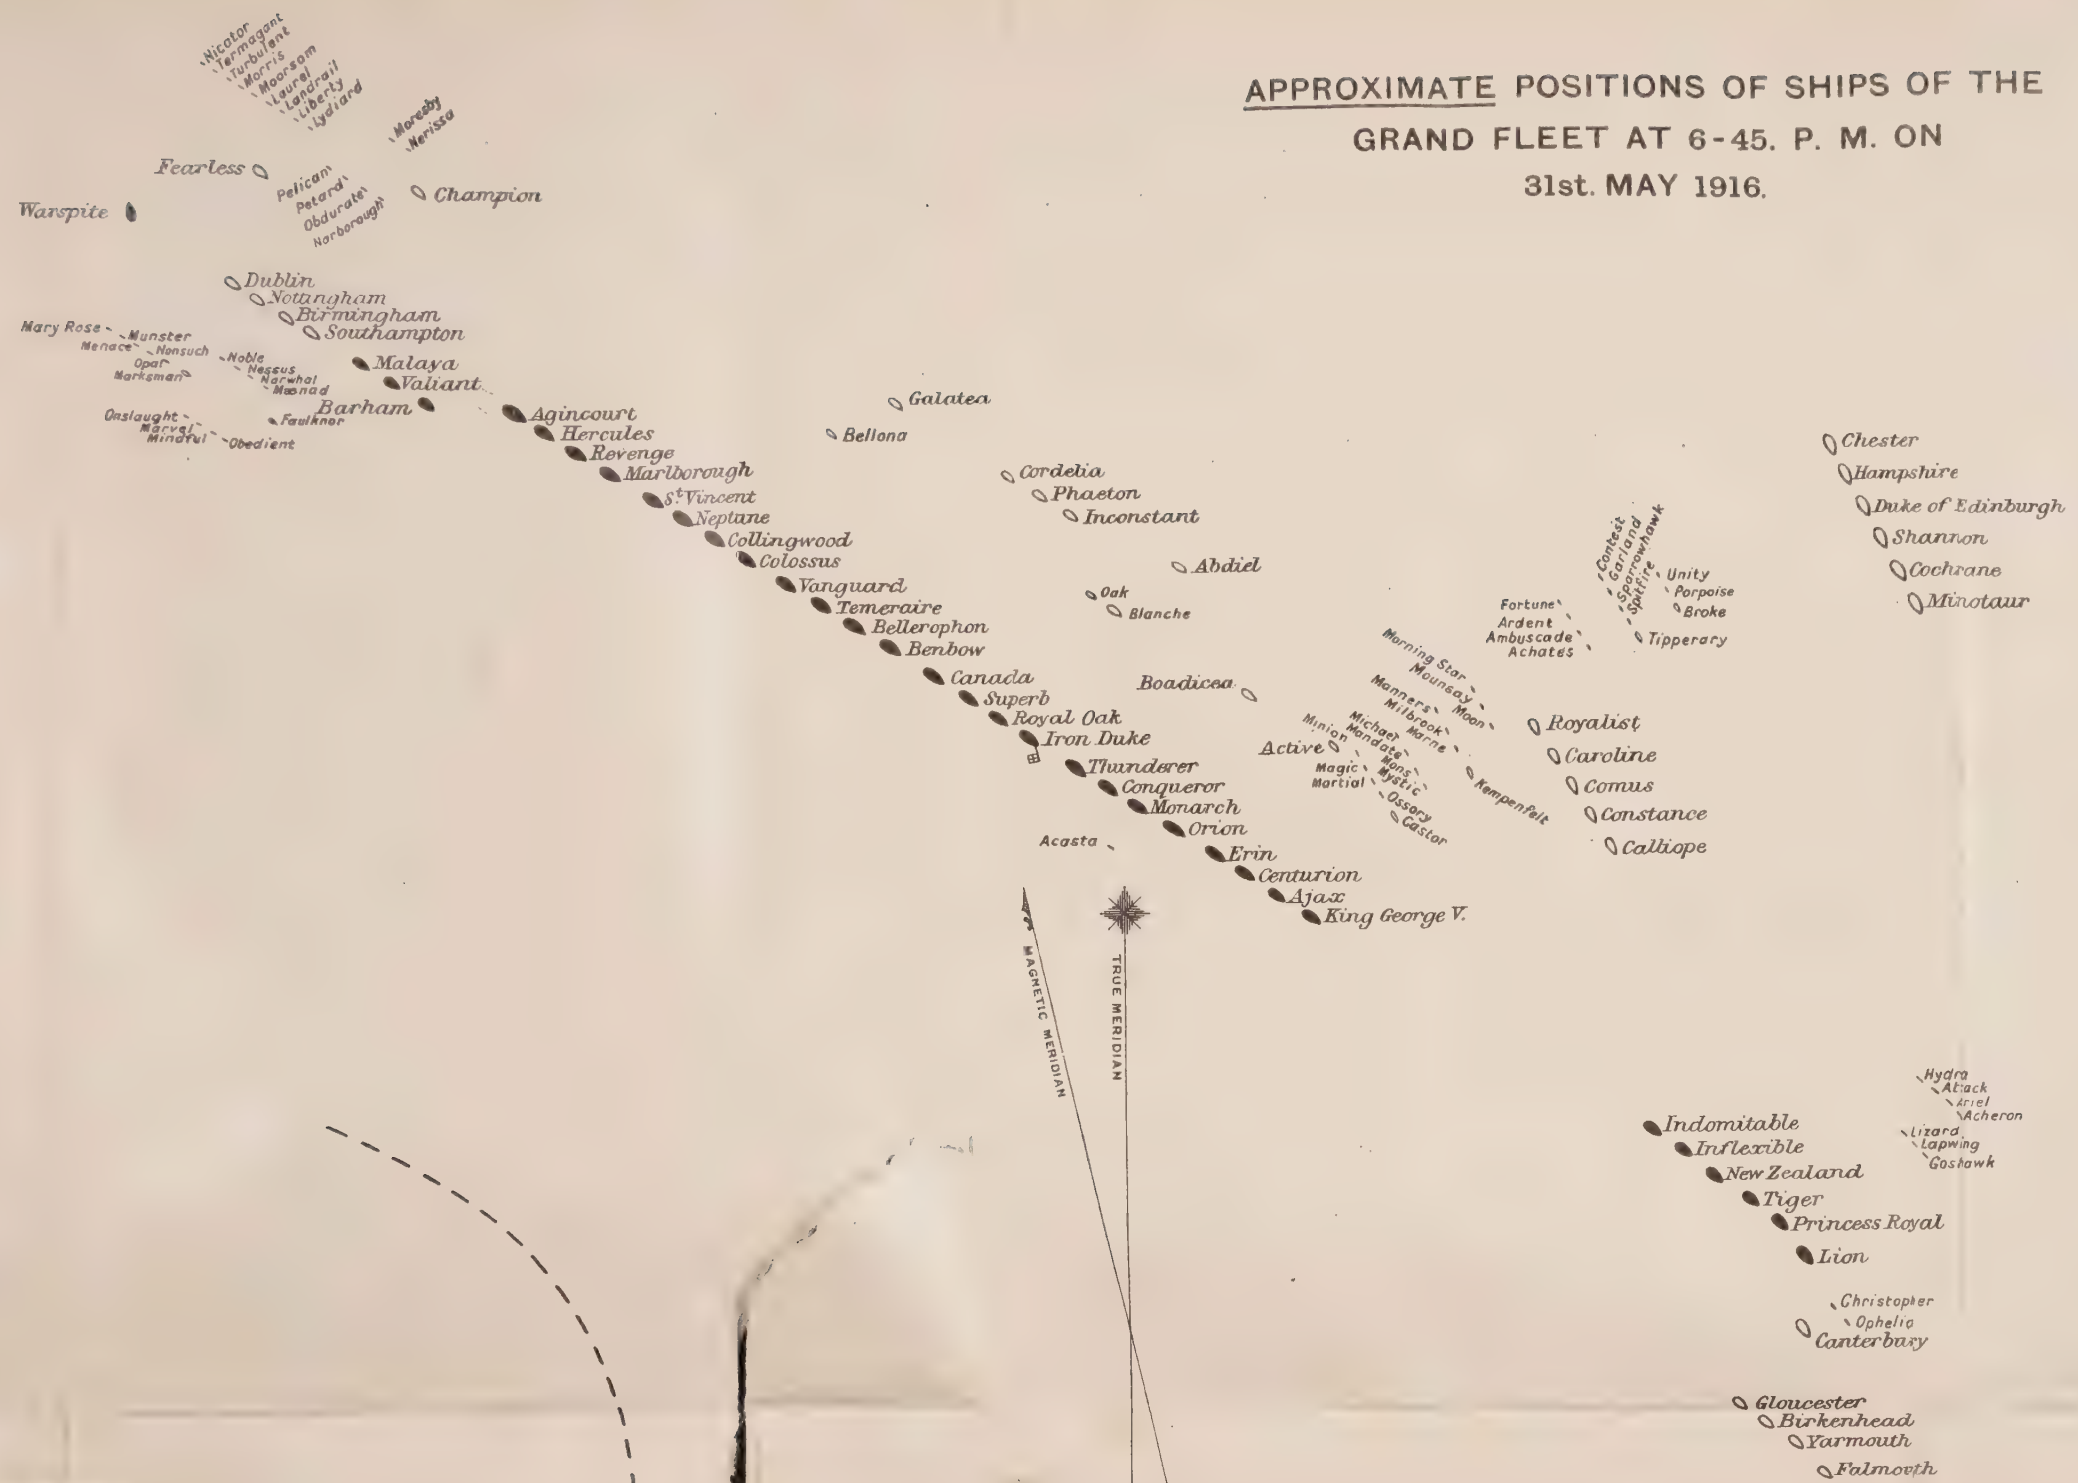 APPROXIMATE POSITIONS OF SHIPS OF THE
GRAND FLEET AT 6-45. P. M. ON
31st. MAY 1916.
Nicator
Termagant
Turbulent
Morris
Moorsom
Laurel
Landrail
Liberty
Lydiard
Moresby
Nerissa
Fearless
Pelican
Petard
Obdurate
Narborough
Champion
Warspite
Dublin
Nottingham
Birmingham
Southampton
Mary Rose
Munster
Menace
Nonsuch
Opal
Marksman
Noble
Nessus
Narwhal
Mænad
Onslaught
Marvel
Mindful
Obedient
Faulknor
Malaya
Valiant
Barham
Agincourt
Hercules
Revenge
Marlborough
St. Vincent
Neptune
Collingwood
Colossus
Vanguard
Temeraire
Bellerophon
Benbow
Canada
Superb
Royal Oak
Iron Duke
Thunderer
Conqueror
Monarch
Orion
Erin
Centurion
Ajax
King George V.
Galatea
Bellona
Cordelia
Phaeton
Inconstant
Abdiel
Oak
Blanche
Boadicea
Active
Acasta
Morning Star
Mounsay
Manners
Milbrook
Moon
Michael
Marne
Minion
Mandate
Mons
Mystic
Magic
Martial
Ossory
Castor
Kempenfelt
Contest
Garland
Sparrowhawk
Spitfire
Unity
Porpoise
Broke
Tipperary
Fortune
Ardent
Ambuscade
Achates
Royalist
Caroline
Comus
Constance
Calliope
Chester
Hampshire
Duke of Edinburgh
Shannon
Cochrane
Minotaur
MAGNETIC MERIDIAN
TRUE MERIDIAN
Hydra
Attack
Ariel
Acheron
Lizard
Lapwing
Goshawk
Indomitable
Inflexible
New Zealand
Tiger
Princess Royal
Lion
Christopher
Ophelia
Canterbury
Gloucester
Birkenhead
Yarmouth
Falmouth